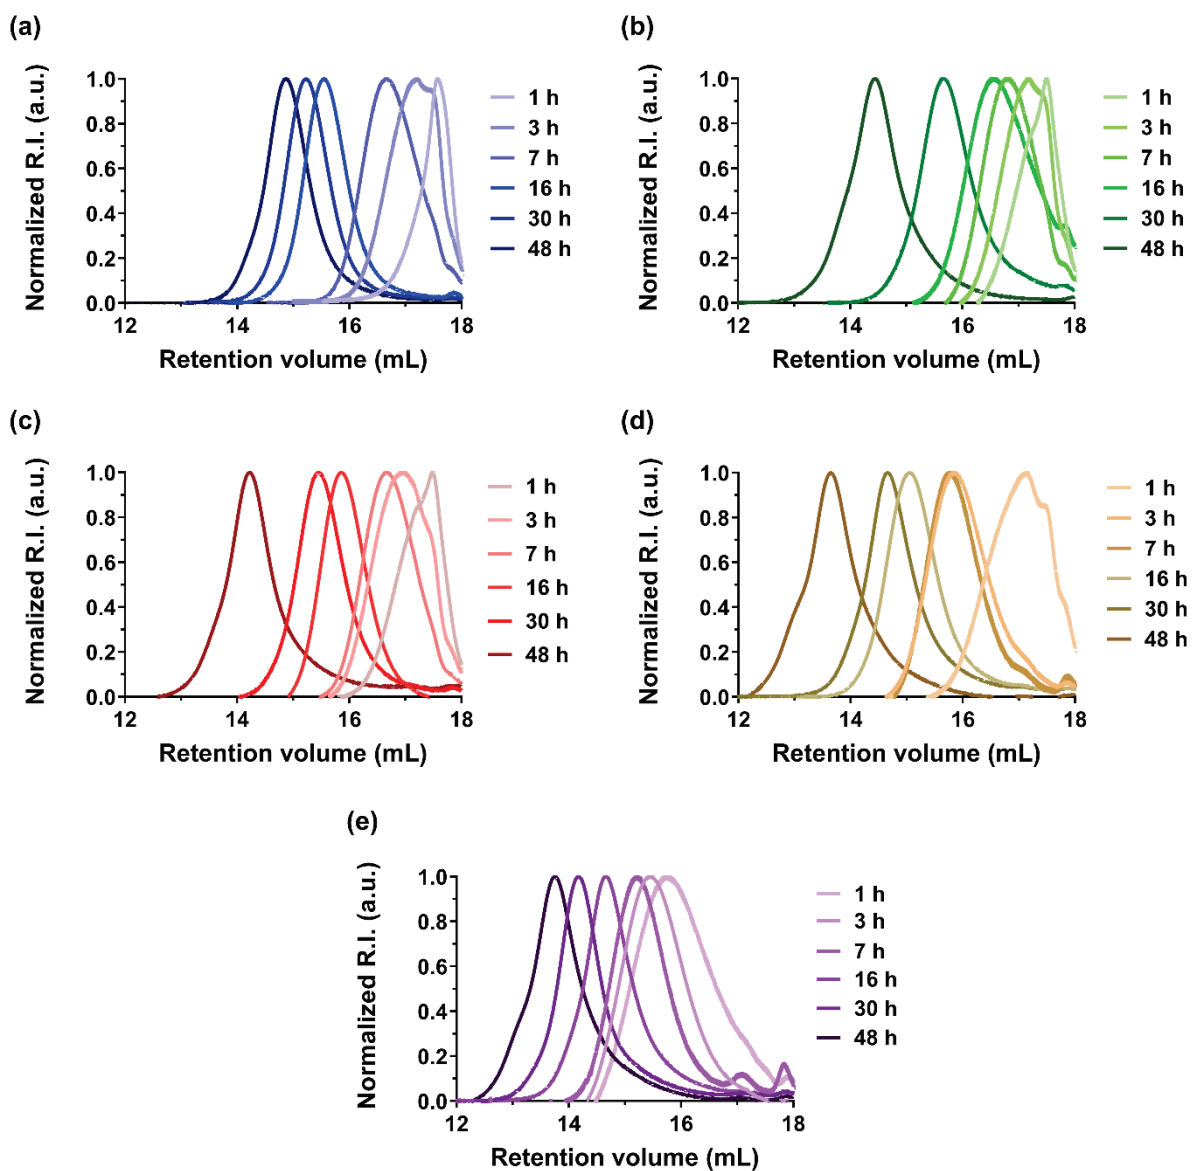 (a)
Normalized R.I. (a.u.)
1.0
0.8
0.6
0.4
0.2
0.0
12 14 16 18
Retention volume (mL)
1 h
3 h
7 h
16 h
30 h
48 h
(b)
Normalized R.I. (a.u.)
1.0
0.8
0.6
0.4
0.2
0.0
12 14 16 18
Retention volume (mL)
1 h
3 h
7 h
16 h
30 h
48 h
(c)
Normalized R.I. (a.u.)
1.0
0.8
0.6
0.4
0.2
0.0
12 14 16 18
Retention volume (mL)
1 h
3 h
7 h
16 h
30 h
48 h
(d)
Normalized R.I. (a.u.)
1.0
0.8
0.6
0.4
0.2
0.0
12 14 16 18
Retention volume (mL)
1 h
3 h
7 h
16 h
30 h
48 h
(e)
Normalized R.I. (a.u.)
1.0
0.8
0.6
0.4
0.2
0.0
12 14 16 18
Retention volume (mL)
1 h
3 h
7 h
16 h
30 h
48 h